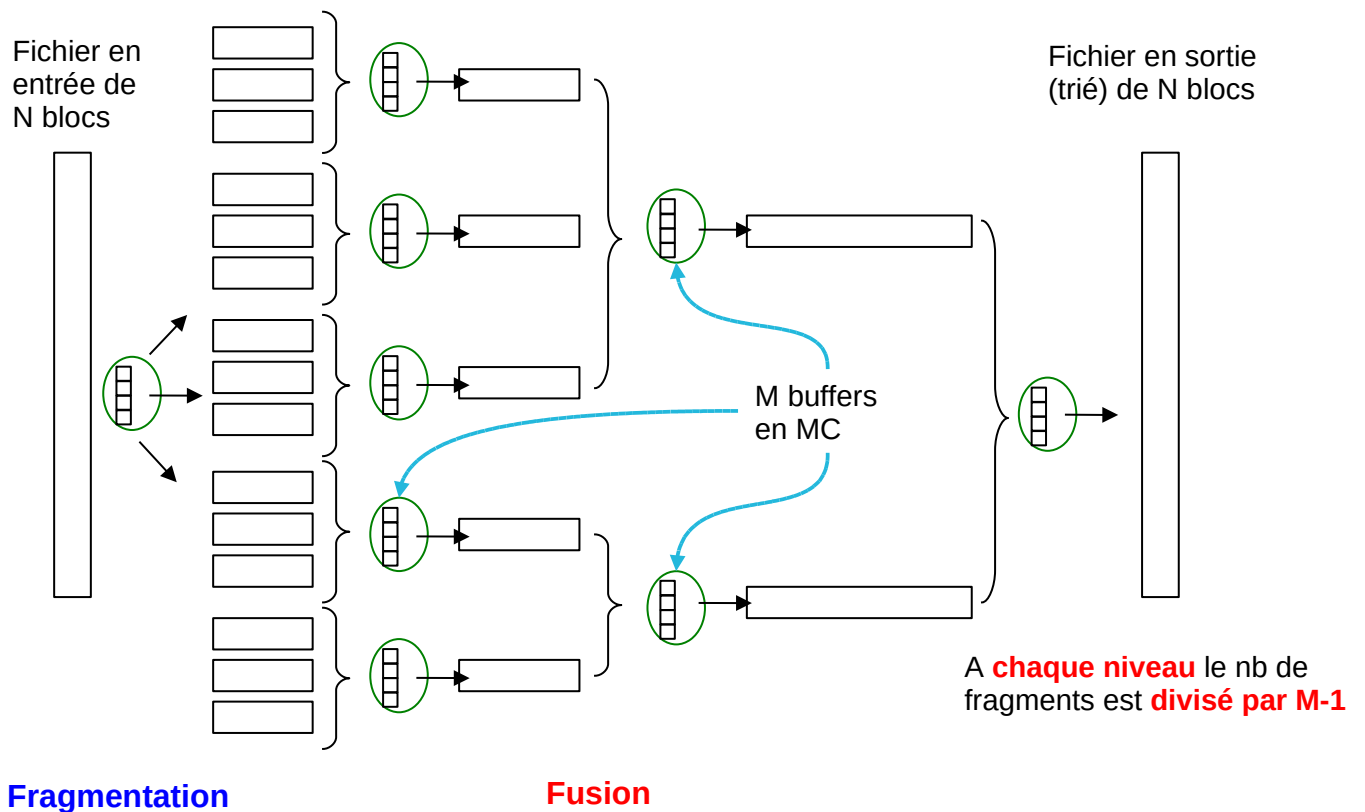 Fichier en
entrée de
N blocs
Fichier en sortie
(trié) de N blocs
M buffers
en MC
A chaque niveau le nb de
fragments est divisé par M-1
Fragmentation
Fusion